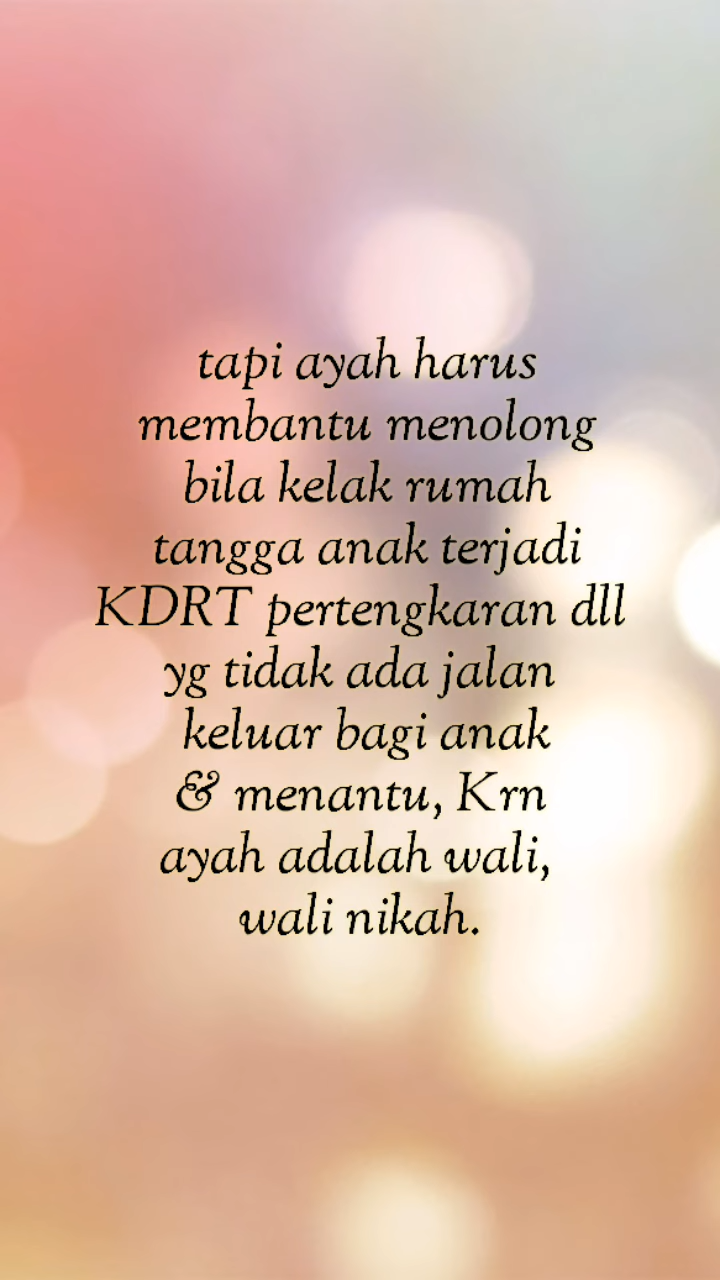 tapi ayah harus
membantu menolong
bila kelak rumah
tangga anak terjadi
KDRT pertengkaran dll
yg tidak ada jalan
keluar bagi anak
& menantu, Krn
ayah adalah wali,
wali nikah.